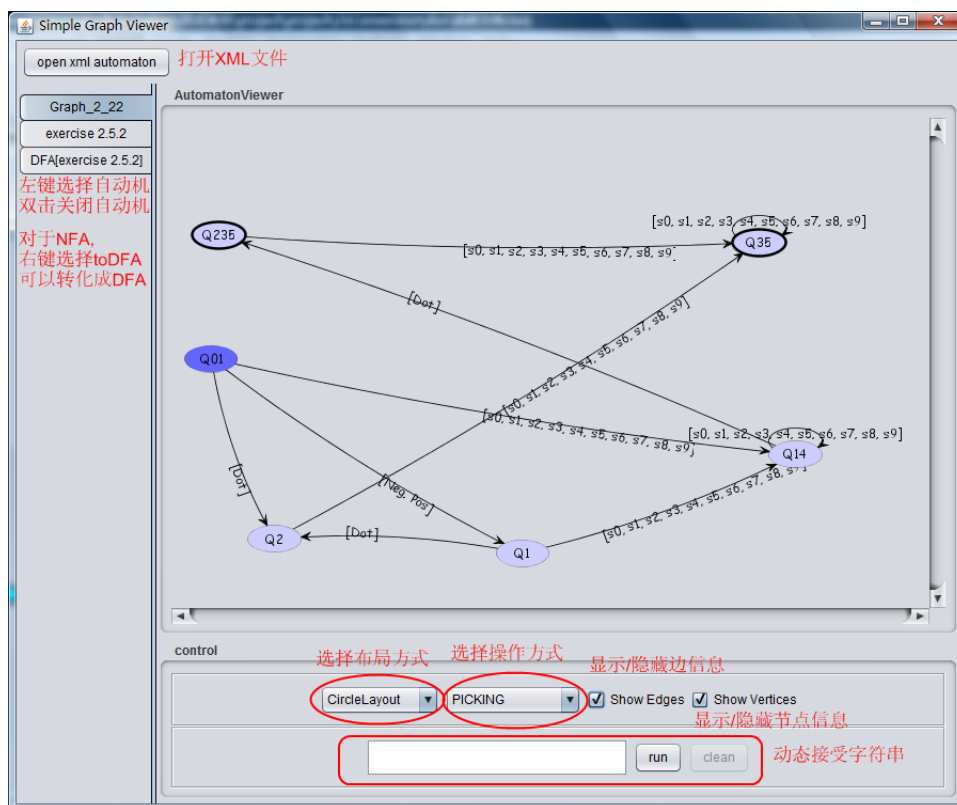 Simple Graph Viewer
open xml automaton
打开XML文件
Graph_2_22
exercise 2.5.2
DFA[exercise 2.5.2]
左键选择自动机
双击关闭自动机
对于NFA,
右键选择toDFA
可以转化成DFA
AutomatonViewer
[s0, s1, s2, s3, s4, s5, s6, s7, s8, s9]
Q235
Q35
[s0, s1, s2, s3, s4, s5, s6, s7, s8, s9]
[Dot]
[s0, s1, s2, s3, s4, s5, s6, s7, s8, s9]
Q01
[s0, s1, s2, s3, s4, s5, s6, s7, s8, s9]
[s0, s1, s2, s3, s4, s5, s6, s7, s8, s9]
Q14
[Dot]
[Neg, Pos]
[s0, s1, s2, s3, s4, s5, s6, s7, s8, s9]
Q2
[Dot]
Q1
control
选择布局方式
选择操作方式
显示/隐藏边信息
CircleLayout
PICKING
Show Edges
Show Vertices
显示/隐藏节点信息
run
clean
动态接受字符串